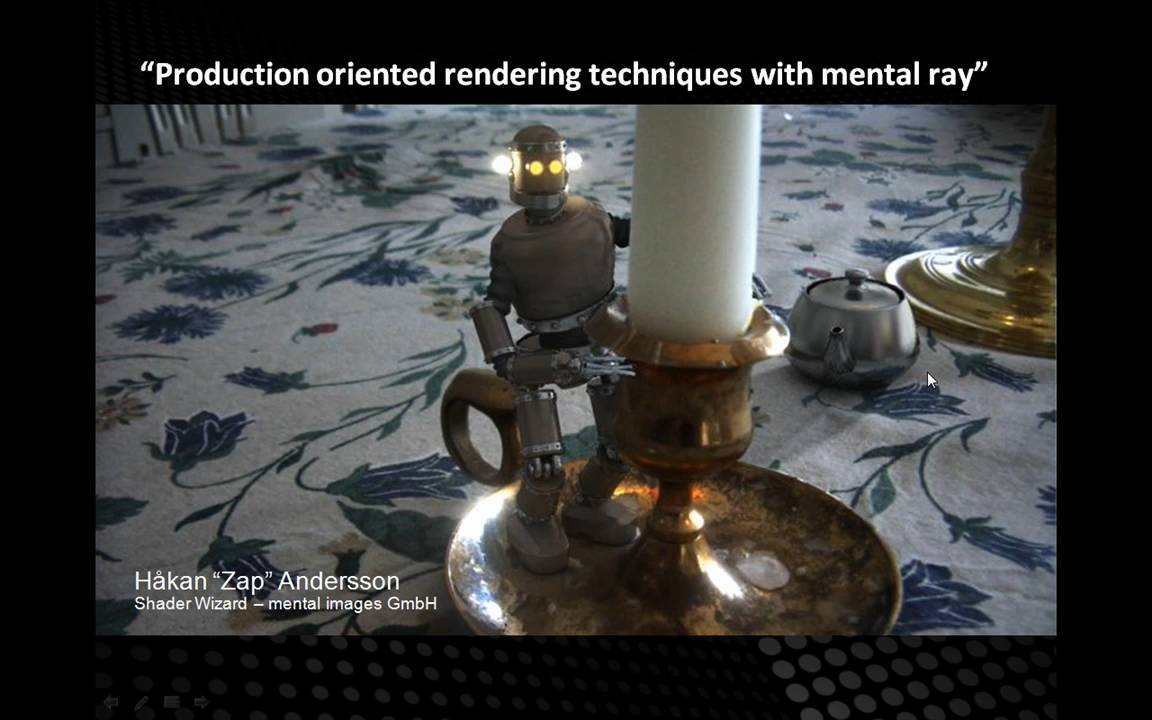 “Production oriented rendering techniques with mental ray”
Håkan “Zap” Andersson
Shader Wizard – mental images GmbH